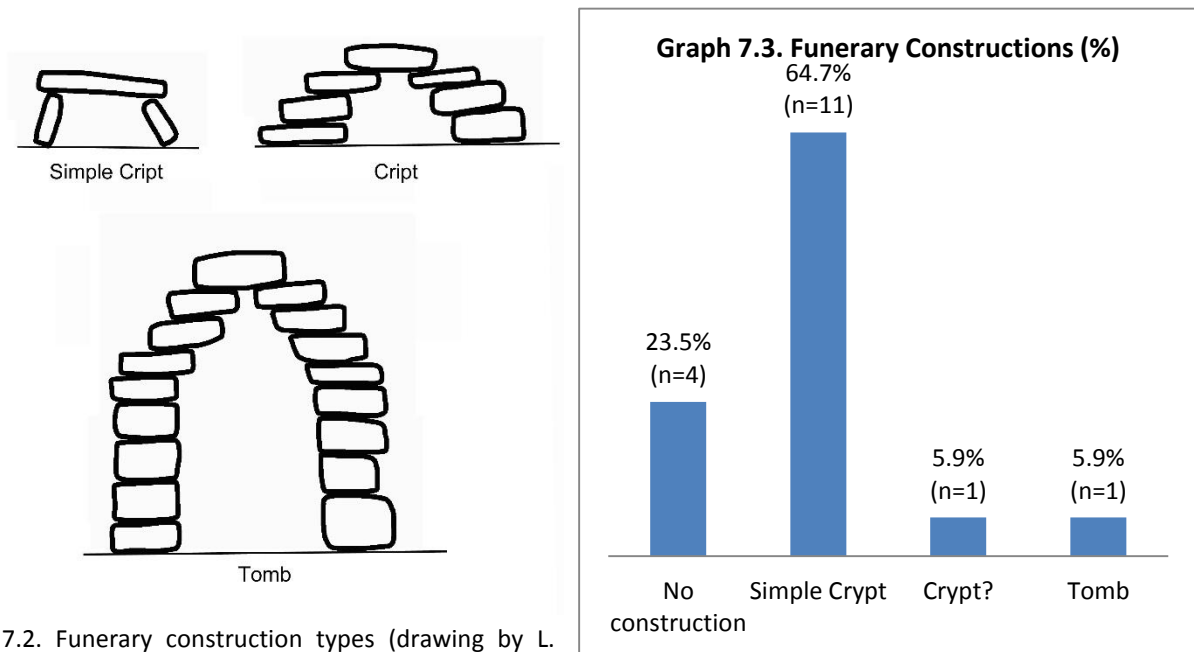 Simple Cript
Cript
Tomb
7.2. Funerary construction types (drawing by L.
Graph 7.3. Funerary Constructions (%)
64.7%
(n=11)
23.5%
(n=4)
5.9%
(n=1)
5.9%
(n=1)
No
construction
Simple Crypt
Crypt?
Tomb